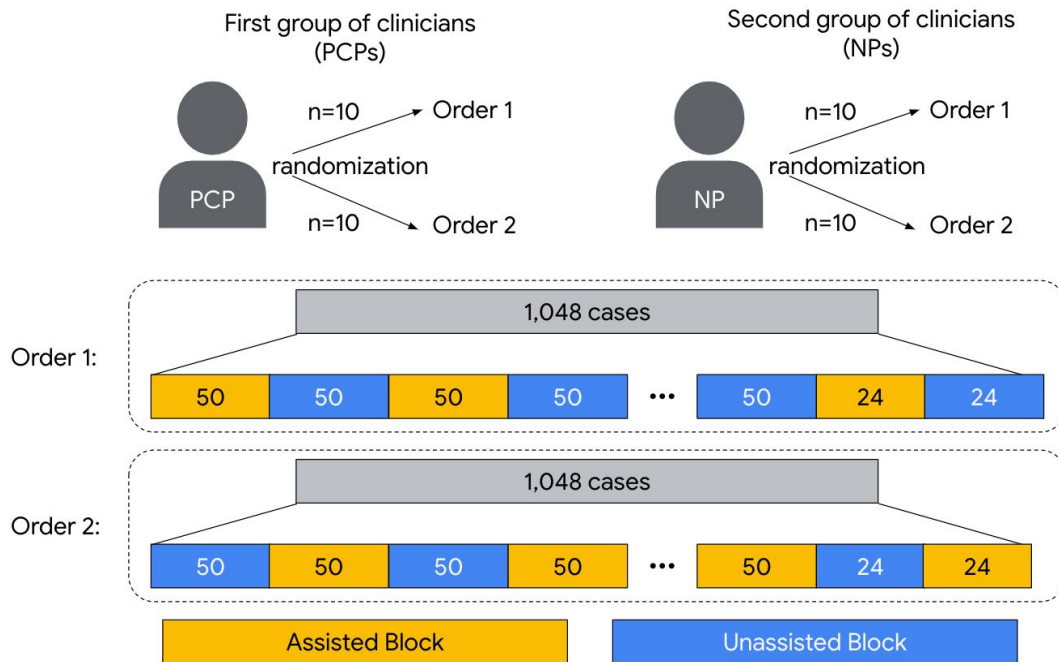 First group of clinicians
(PCPs)
Second group of clinicians
(NPs)
n=10
Order 1
randomization
PCP
n=10
Order 2
n=10
Order 1
randomization
NP
n=10
Order 2
Order 1:
1,048 cases
50 50 50 50 ••• 50 24 24
Order 2:
1,048 cases
50 50 50 50 ••• 50 24 24
Assisted Block
Unassisted Block